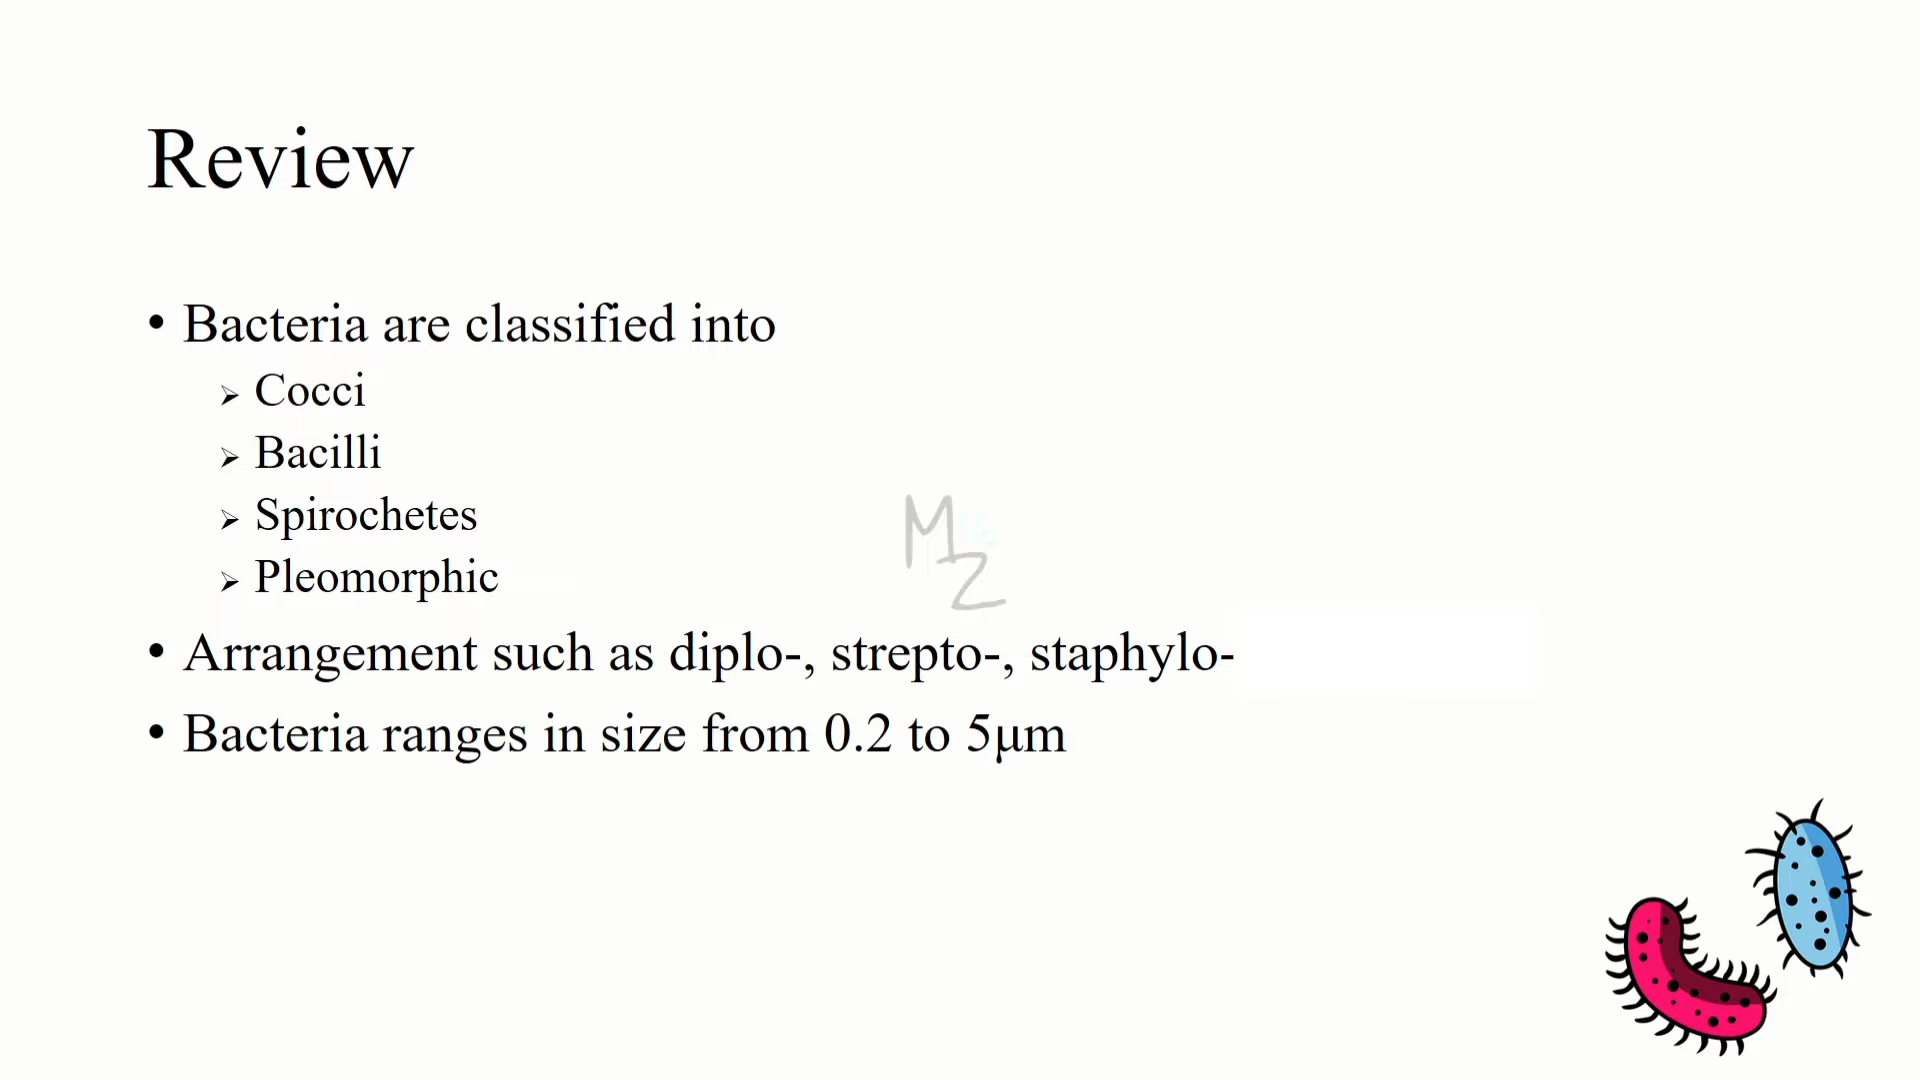 Review
• Bacteria are classified into
➢ Cocci
➢ Bacilli
➢ Spirochetes
➢ Pleomorphic
MZ
• Arrangement such as diplo-, strepto-, staphylo-
• Bacteria ranges in size from 0.2 to 5μm